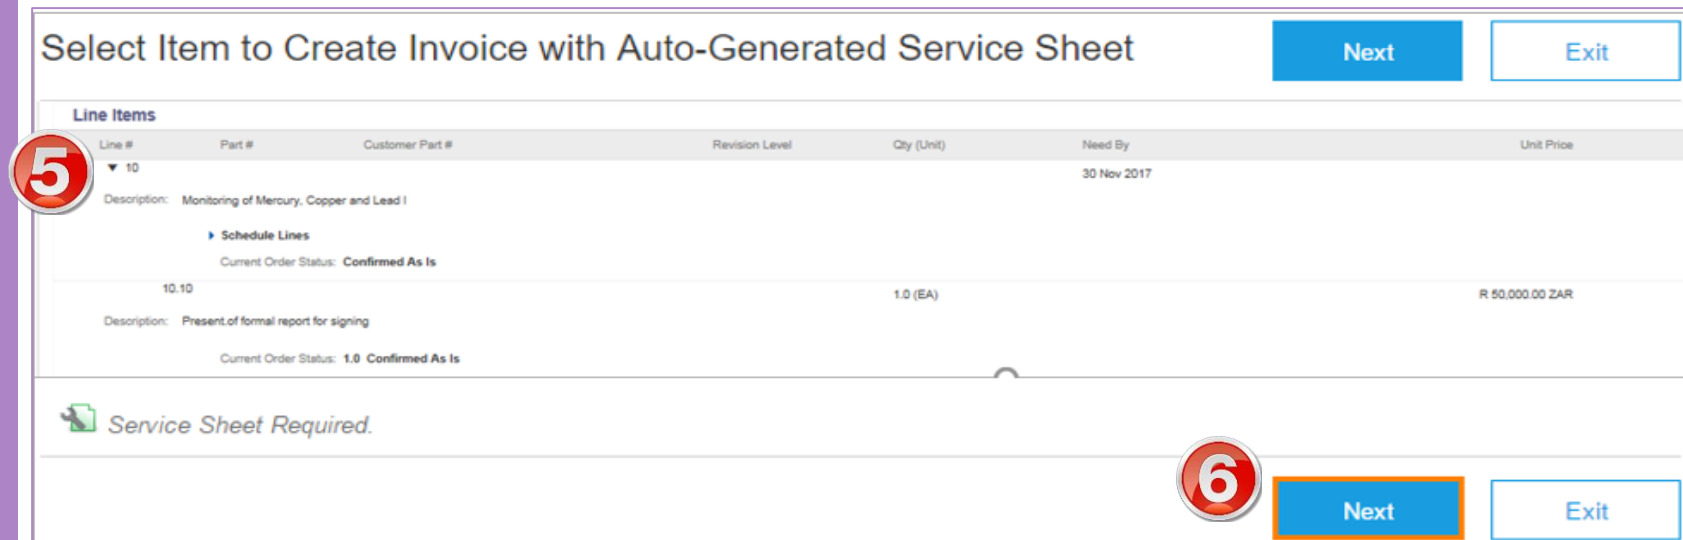 Select Item to Create Invoice with Auto-Generated Service Sheet Next Exit
Line Items
5 Line # Part # Customer Part # Revision Level Qty (Unit) Need By Unit Price
▼ 10 30 Nov 2017
Description: Monitoring of Mercury, Copper and Lead I
Schedule Lines
Current Order Status: Confirmed As Is
10.10 1.0 (EA) R 50,000.00 ZAR
Description: Present.of formal report for signing
Current Order Status: 1.0 Confirmed As Is
Service Sheet Required.
6 Next Exit